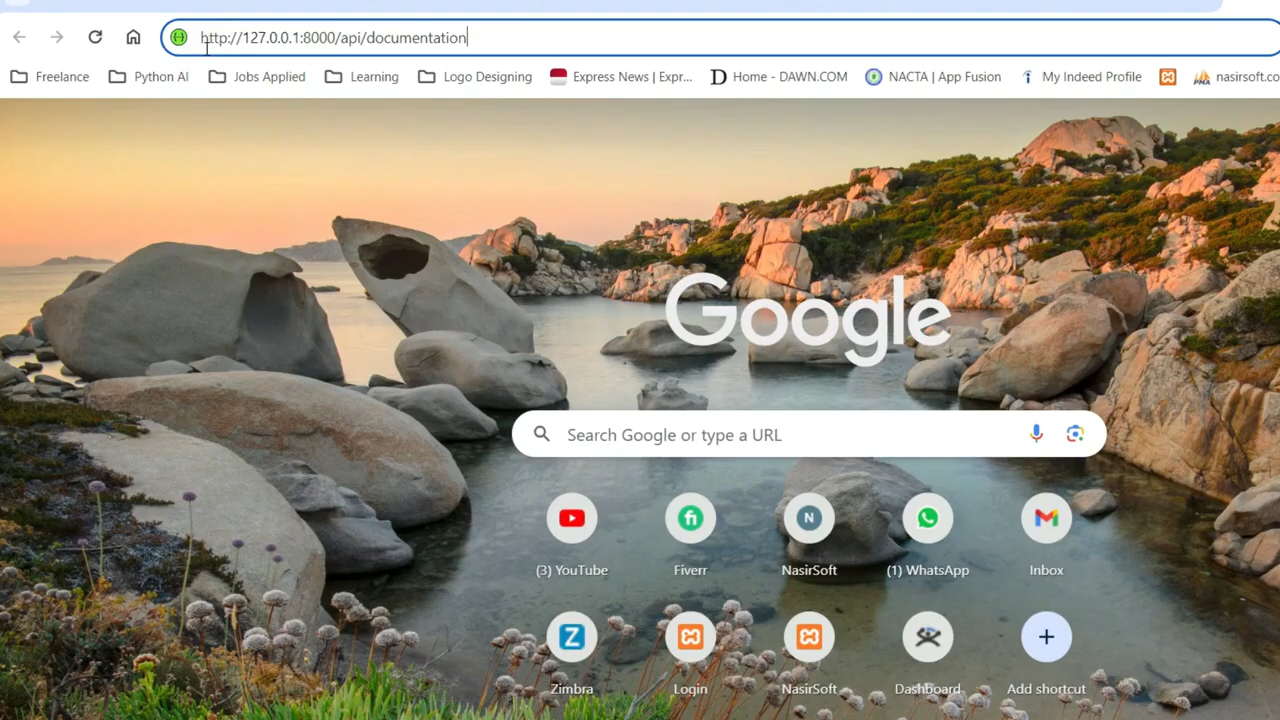 http://127.0.0.1:8000/api/documentation
Freelance Python AI Jobs Applied Learning Logo Designing Express News | Expr... D Home - DAWN.COM NACTA | App Fusion My Indeed Profile PMA nasirsoft.co
Google
Search Google or type a URL
N
(3) YouTube Fiverr NasirSoft (1) WhatsApp Inbox
Z
Zimbra Login NasirSoft Dashboard Add shortcut